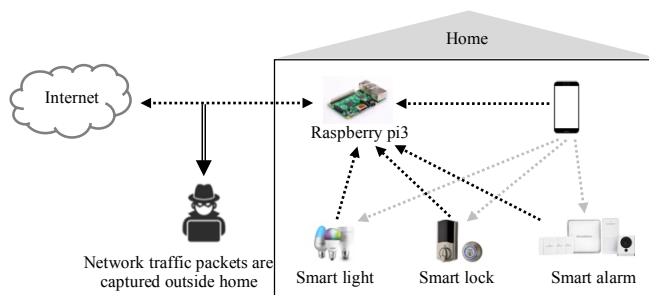 Home
Internet
Raspberry pi3
Network traffic packets are
captured outside home
Smart light
Smart lock
Smart alarm